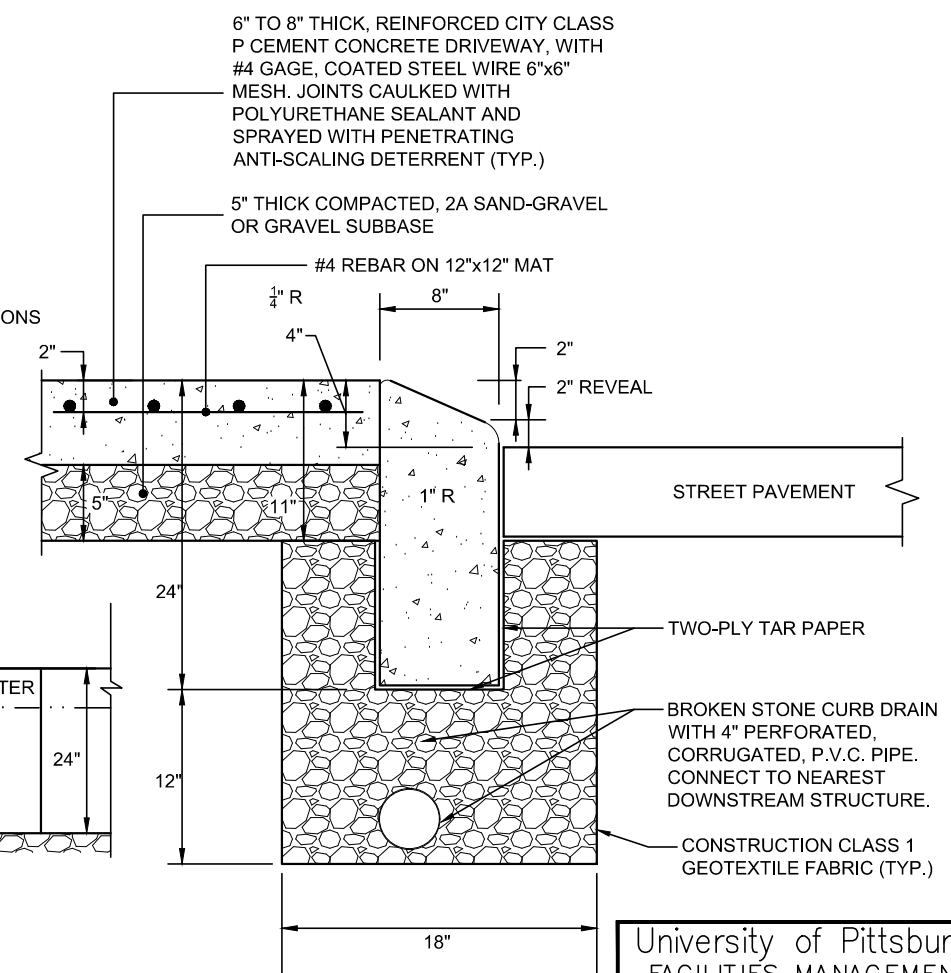 6" TO 8" THICK, REINFORCED CITY CLASS
P CEMENT CONCRETE DRIVEWAY, WITH
#4 GAGE, COATED STEEL WIRE 6"x6"
MESH. JOINTS CAULKED WITH
POLYURETHANE SEALANT AND
SPRAYED WITH PENETRATING
ANTI-SCALING DETERRENT (TYP.)
5" THICK COMPACTED, 2A SAND-GRAVEL
OR GRAVEL SUBBASE
#4 REBAR ON 12"x12" MAT
1/4" R
8"
ONS
4"
2"
2"
2" REVEAL
5"
11"
1" R
STREET PAVEMENT
24"
TWO-PLY TAR PAPER
TER
24"
BROKEN STONE CURB DRAIN
WITH 4" PERFORATED,
CORRUGATED, P.V.C. PIPE.
CONNECT TO NEAREST
DOWNSTREAM STRUCTURE.
12"
CONSTRUCTION CLASS 1
GEOTEXTILE FABRIC (TYP.)
18"
University of Pittsbur
FACILITIES MANAGEMEN